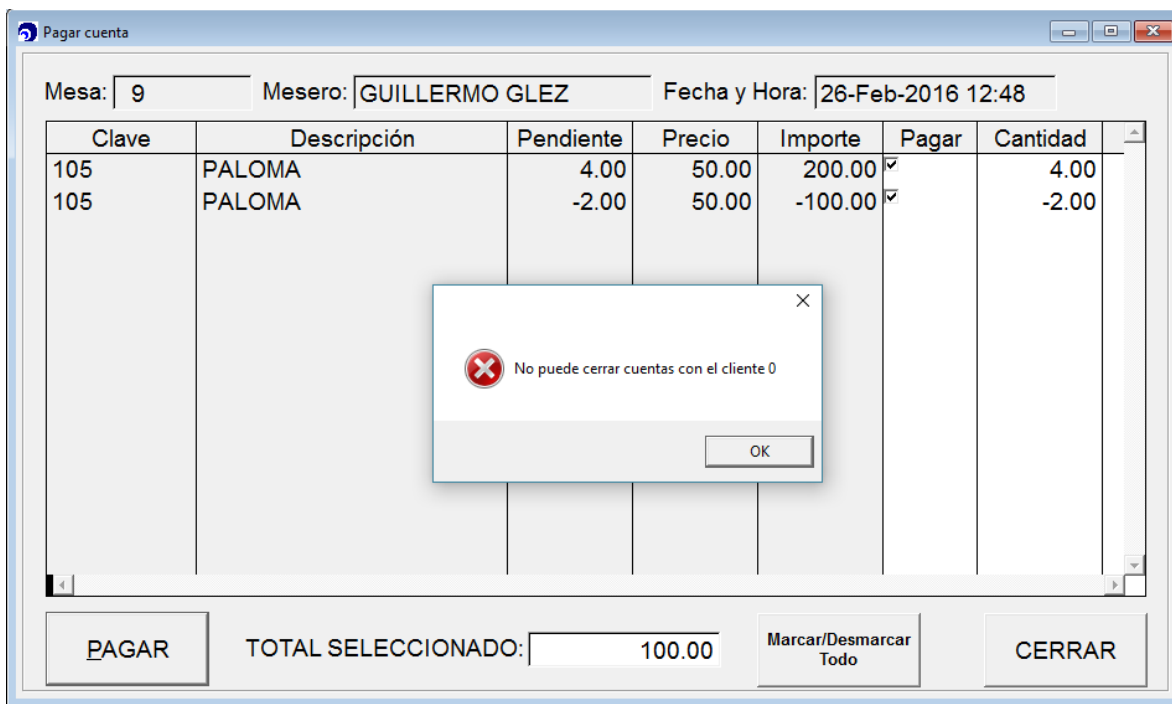 Pagar cuenta
Mesa: 9 Mesero: GUILLERMO GLEZ Fecha y Hora: 26-Feb-2016 12:48
Clave Descripción Pendiente Precio Importe Pagar Cantidad
105 PALOMA 4.00 50.00 200.00 4.00
105 PALOMA -2.00 50.00 -100.00 -2.00
No puede cerrar cuentas con el cliente 0
OK
PAGAR TOTAL SELECCIONADO: 100.00 Marcar/Desmarcar
Todo CERRAR